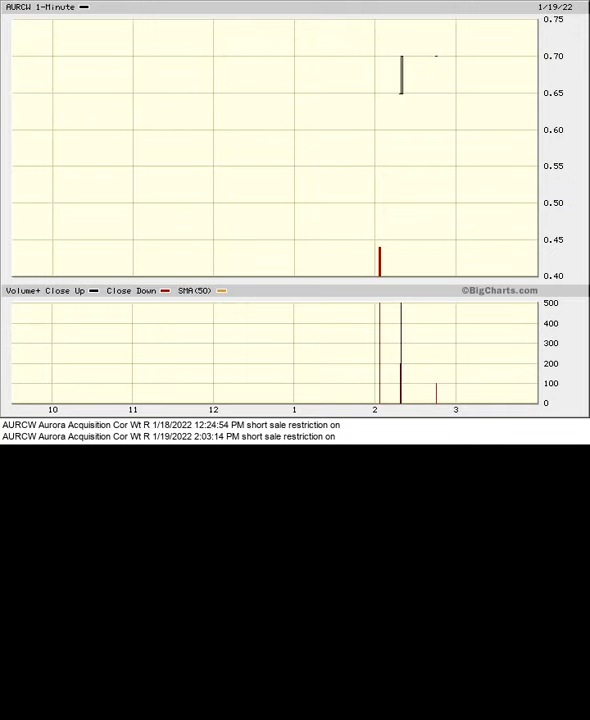 AURCW 1-Minute 1/19/22
0.75
0.70
0.65
0.60
0.55
0.50
0.45
0.40
Volume+ Close Up Close Down SMA(50) ©BigCharts.com
500
400
300
200
100
0
10 11 12 1 2 3
AURCW Aurora Acquisition Cor Wt R 1/18/2022 12:24:54 PM short sale restriction on
AURCW Aurora Acquisition Cor Wt R 1/19/2022 2:03:14 PM short sale restriction on